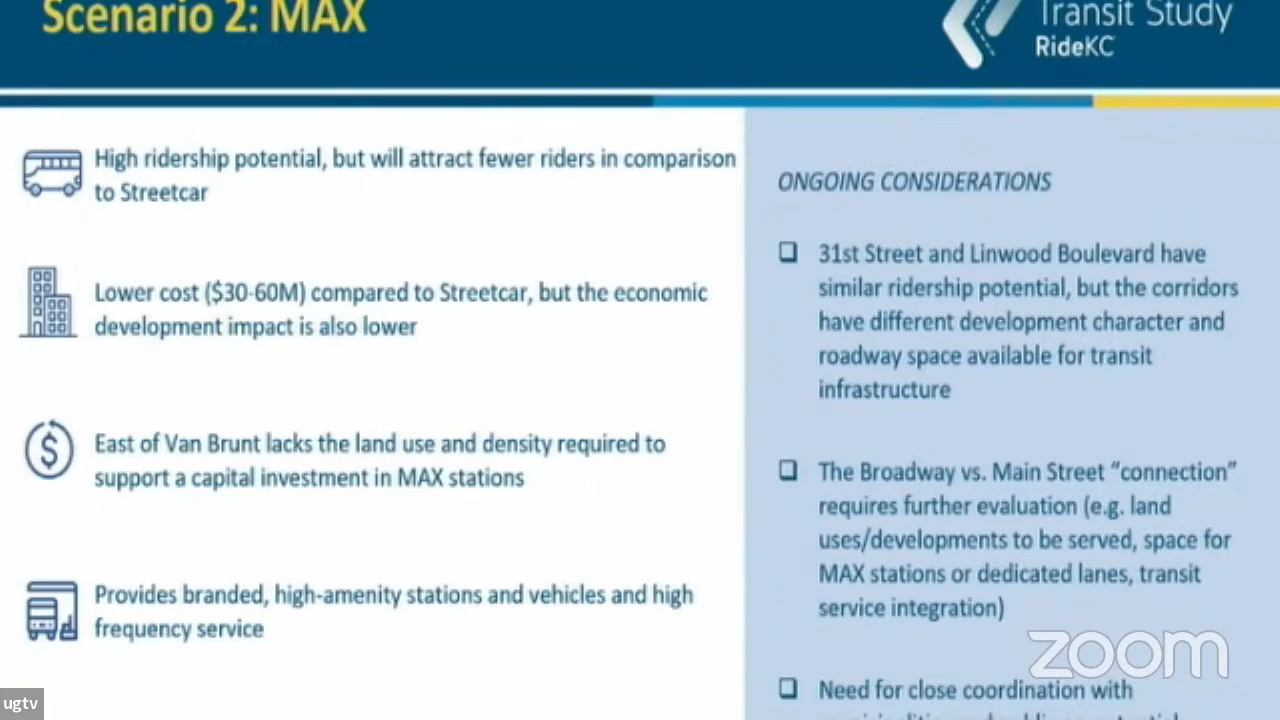 Scenario 2: MAX
Transit Study
RideKC
High ridership potential, but will attract fewer riders in comparison
to Streetcar
Lower cost ($30-60M) compared to Streetcar, but the economic
development impact is also lower
East of Van Brunt lacks the land use and density required to
support a capital investment in MAX stations
Provides branded, high-amenity stations and vehicles and high
frequency service
ONGOING CONSIDERATIONS
31st Street and Linwood Boulevard have
similar ridership potential, but the corridors
have different development character and
roadway space available for transit
infrastructure
The Broadway vs. Main Street “connection”
requires further evaluation (e.g. land
uses/developments to be served, space for
MAX stations or dedicated lanes, transit
service integration)
Need for close coordination with
zoom
ugtv